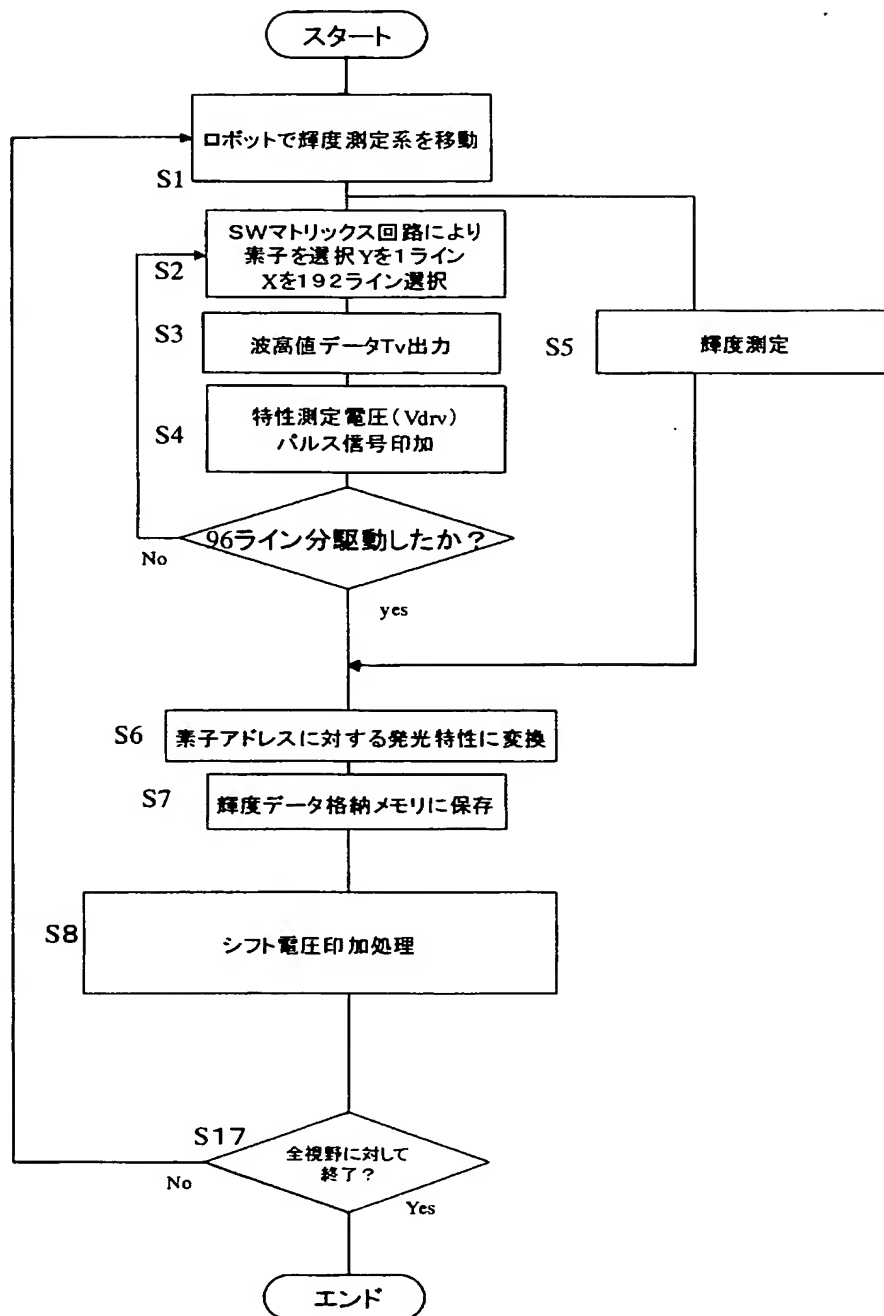 スタート
ロボットで輝度測定系を移動
S1
SWマトリックス回路により
素子を選択Yを1ライン
Xを192ライン選択
S2
S3
波高値データTv出力
S5
輝度測定
S4
特性測定電圧(Vdrv)
パルス信号印加
96ライン分駆動したか?
No
yes
S6
素子アドレスに対する発光特性に変換
S7
輝度データ格納メモリに保存
S8
シフト電圧印加処理
S17
全視野に対して
終了?
No
Yes
エンド